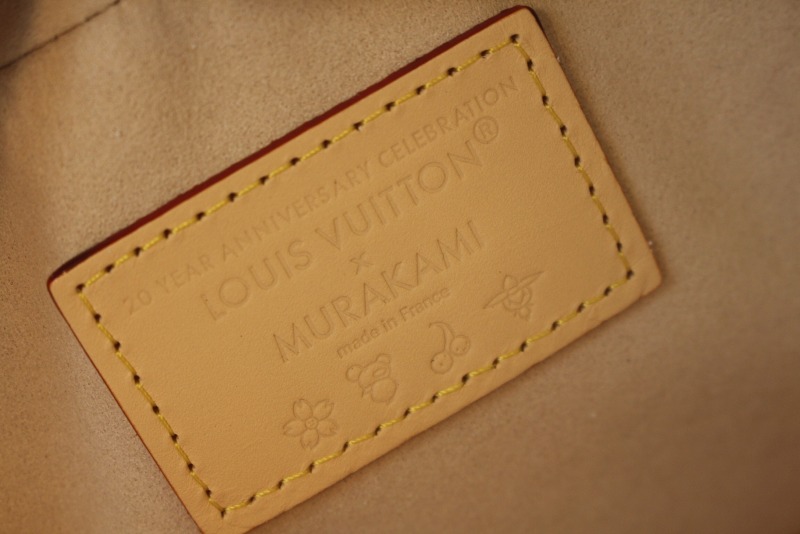 20 YEAR ANNIVERSARY CELEBRATION
LOUIS VUITTON®
x
MURAKAMI
made in France